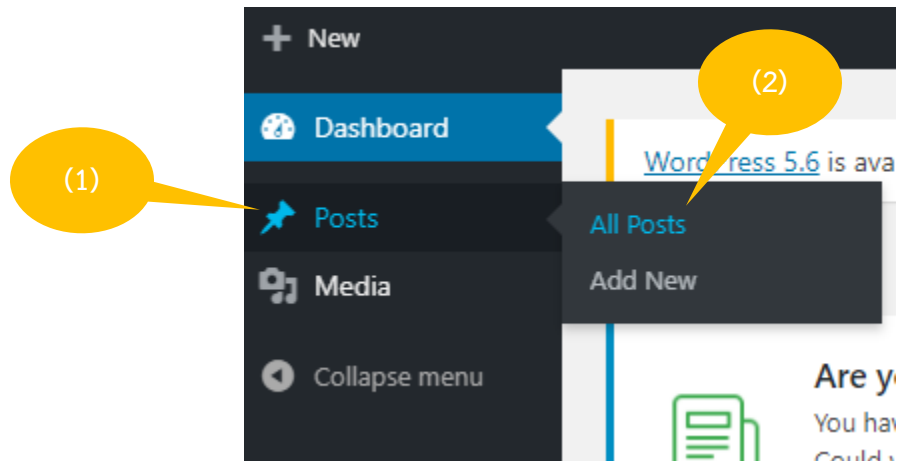 New
(2)
Dashboard
WordPress 5.6 is ava
(1)
Posts
All Posts
Add New
Media
Collapse menu
Are y
You hav
Could